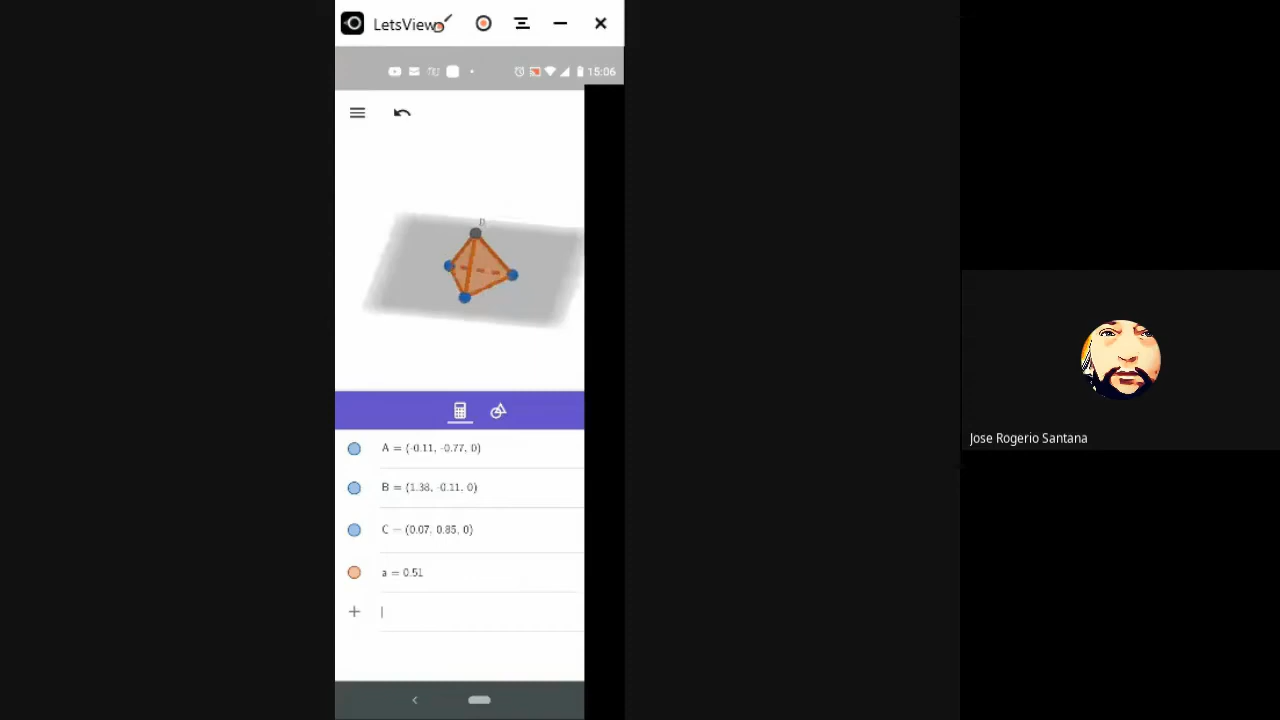 LetsView
15:06
A = (-0.11, -0.77, 0)
B = (1.38, -0.11, 0)
C = (0.07, 0.85, 0)
a = 0.51
Jose Rogerio Santana